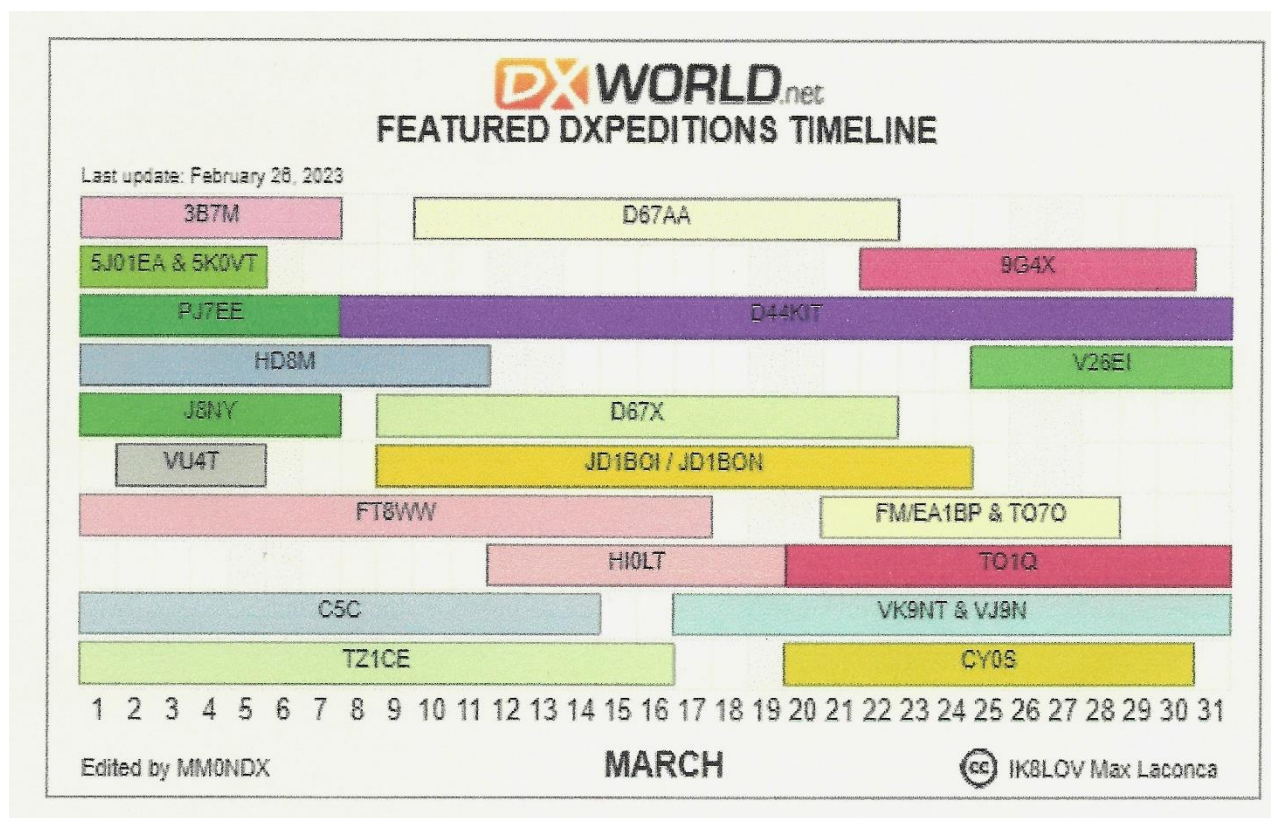 DX WORLD.net
FEATURED DXPEDITIONS TIMELINE
Last update: February 26, 2023
3B7M D67AA
5J01EA & 5K0VT 9G4X
PJ7EE D44KIT
HD8M V26EI
J8NY D67X
VU4T JD1BOI / JD1BON
FT8WW FM/EA1BP & TO7O
HI0LT TO1Q
C5C VK9NT & VJ9N
TZ1CE CY0S
1 2 3 4 5 6 7 8 9 10 11 12 13 14 15 16 17 18 19 20 21 22 23 24 25 26 27 28 29 30 31
Edited by MM0NDX MARCH cc IK8LOV Max Laconca